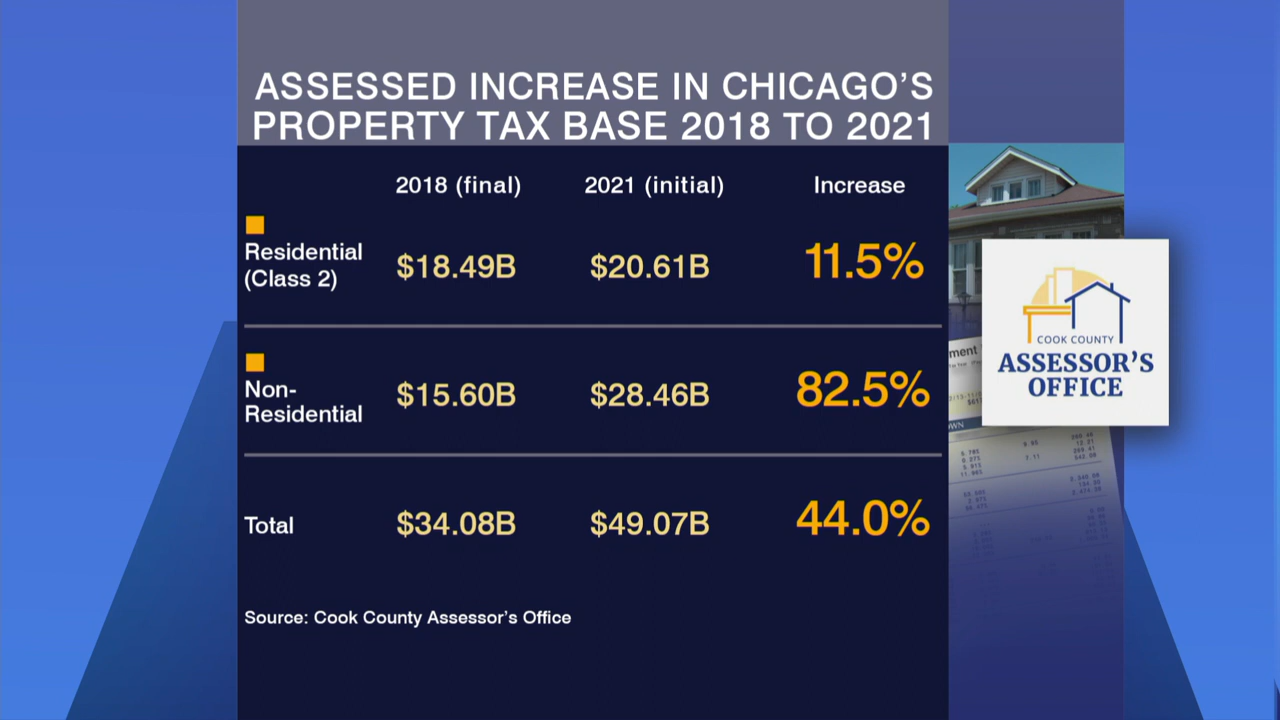 ASSESSED INCREASE IN CHICAGO'S
PROPERTY TAX BASE 2018 TO 2021
2018 (final) 2021 (initial) Increase
Residential
(Class 2) $18.49B $20.61B 11.5%
Non-
Residential $15.60B $28.46B 82.5%
Total $34.08B $49.07B 44.0%
Source: Cook County Assessor's Office
COOK COUNTY
ASSESSOR'S
OFFICE